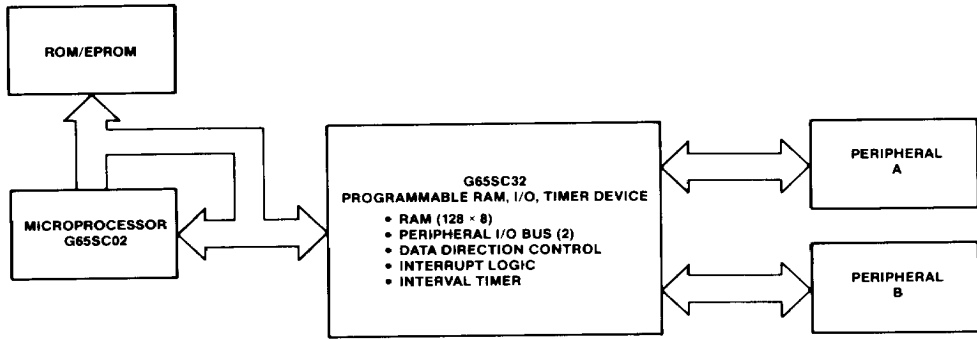 ROM/EPROM
MICROPROCESSOR
G65SC02
G65SC32
PROGRAMMABLE RAM, I/O, TIMER DEVICE
• RAM (128 × 8)
• PERIPHERAL I/O BUS (2)
• DATA DIRECTION CONTROL
• INTERRUPT LOGIC
• INTERVAL TIMER
PERIPHERAL
A
PERIPHERAL
B